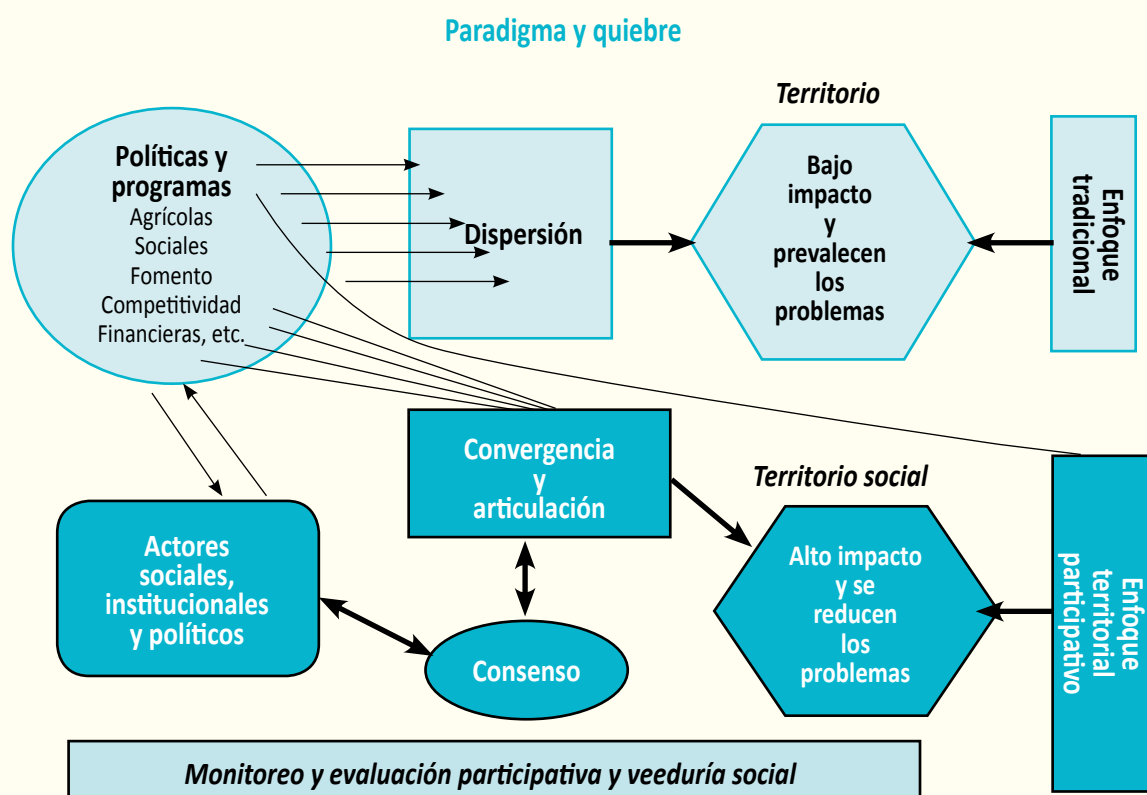 Paradigma y quiebre
Territorio
Políticas y
programas
Agrícolas
Sociales
Fomento
Competitividad
Financieras, etc.
Dispersión
Bajo
impacto
y
prevalecen
los
problemas
Enfoque
tradicional
Convergencia
y
articulación
Territorio social
Actores
sociales,
institucionales
y políticos
Consenso
Alto impacto
y se
reducen
los
problemas
Enfoque
territorial
participativo
Monitoreo y evaluación participativa y veeduría social